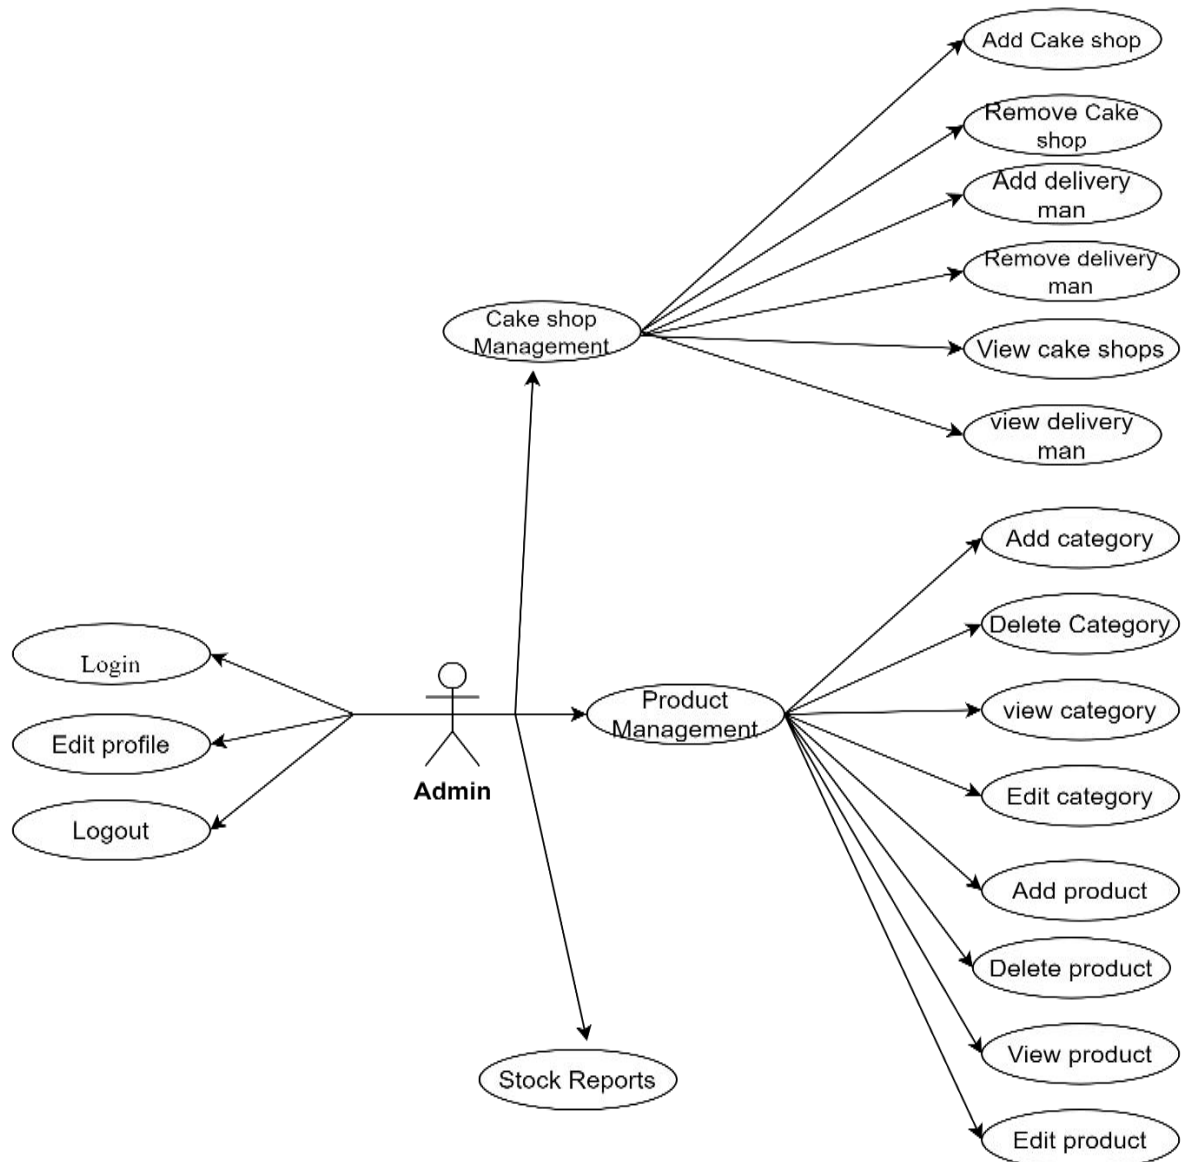 Add Cake shop
Remove Cake
shop
Add delivery
man
Remove delivery
man
Cake shop
Management
View cake shops
view delivery
man
Add category
Delete Category
Login
Product
Management
view category
Edit profile
Admin
Edit category
Logout
Add product
Delete product
View product
Stock Reports
Edit product